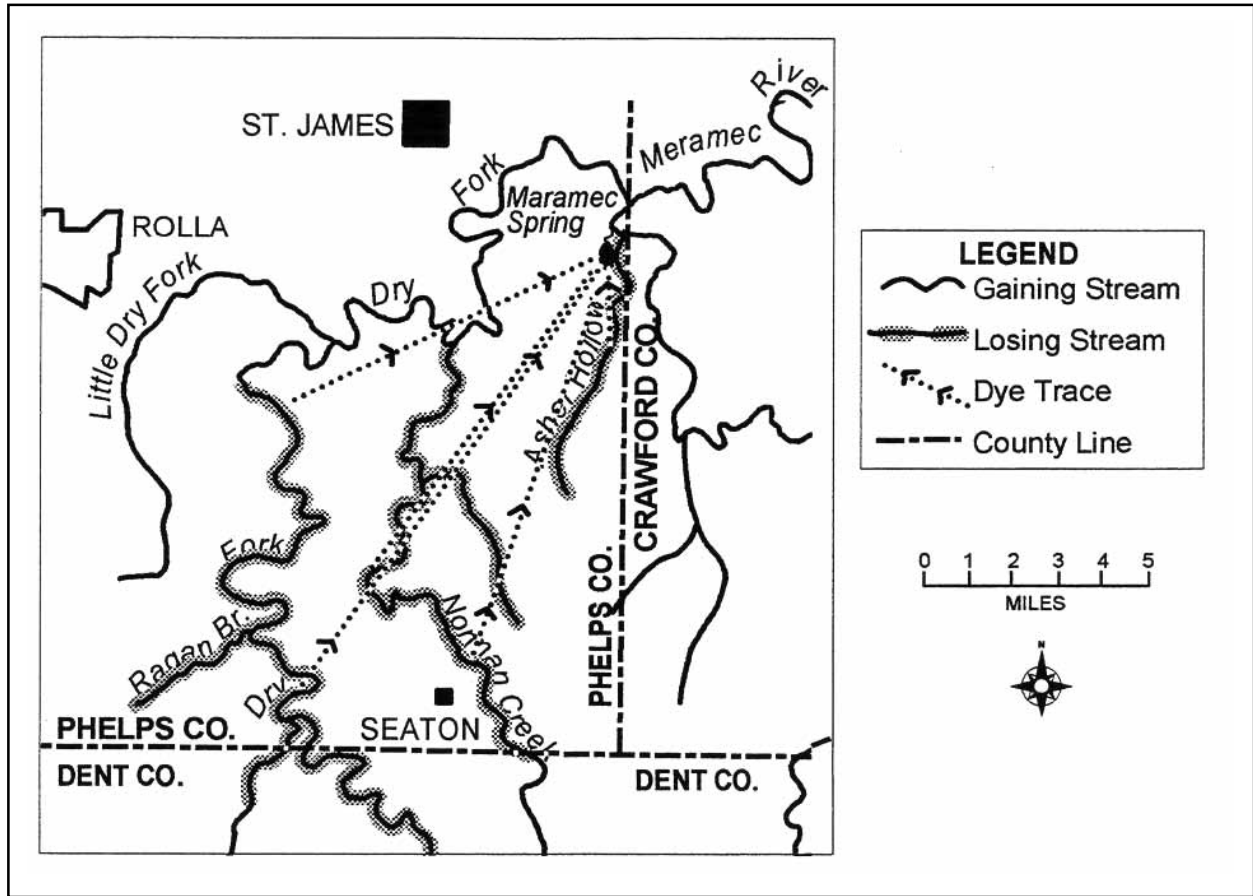 River
Meramec
ST. JAMES
Fork
Maramec
Spring
ROLLA
Little Dry Fork
Dry
Asher Hollow
CRAWFORD CO.
PHELPS CO.
Fork
Ragan Br.
Dry
Norman Creek
SEATON
PHELPS CO.
DENT CO.
DENT CO.
LEGEND
Gaining Stream
Losing Stream
Dye Trace
County Line
0 1 2 3 4 5
MILES
N